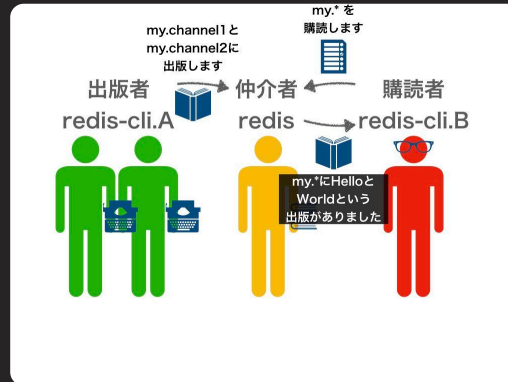 my.* を
購読します
my.channel1と
my.channel2に
出版します
出版者
仲介者
購読者
redis-cli.A
redis
redis-cli.B
my.*にHelloと
Worldという
出版がありました